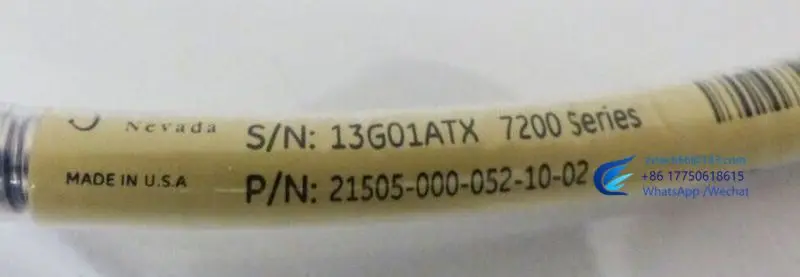 Nevada
S/N: 13G01ATX 7200 Series
MADE IN U.S.A
P/N: 21505-000-052-10-02
+86 17750618615
WhatsApp /Wechat